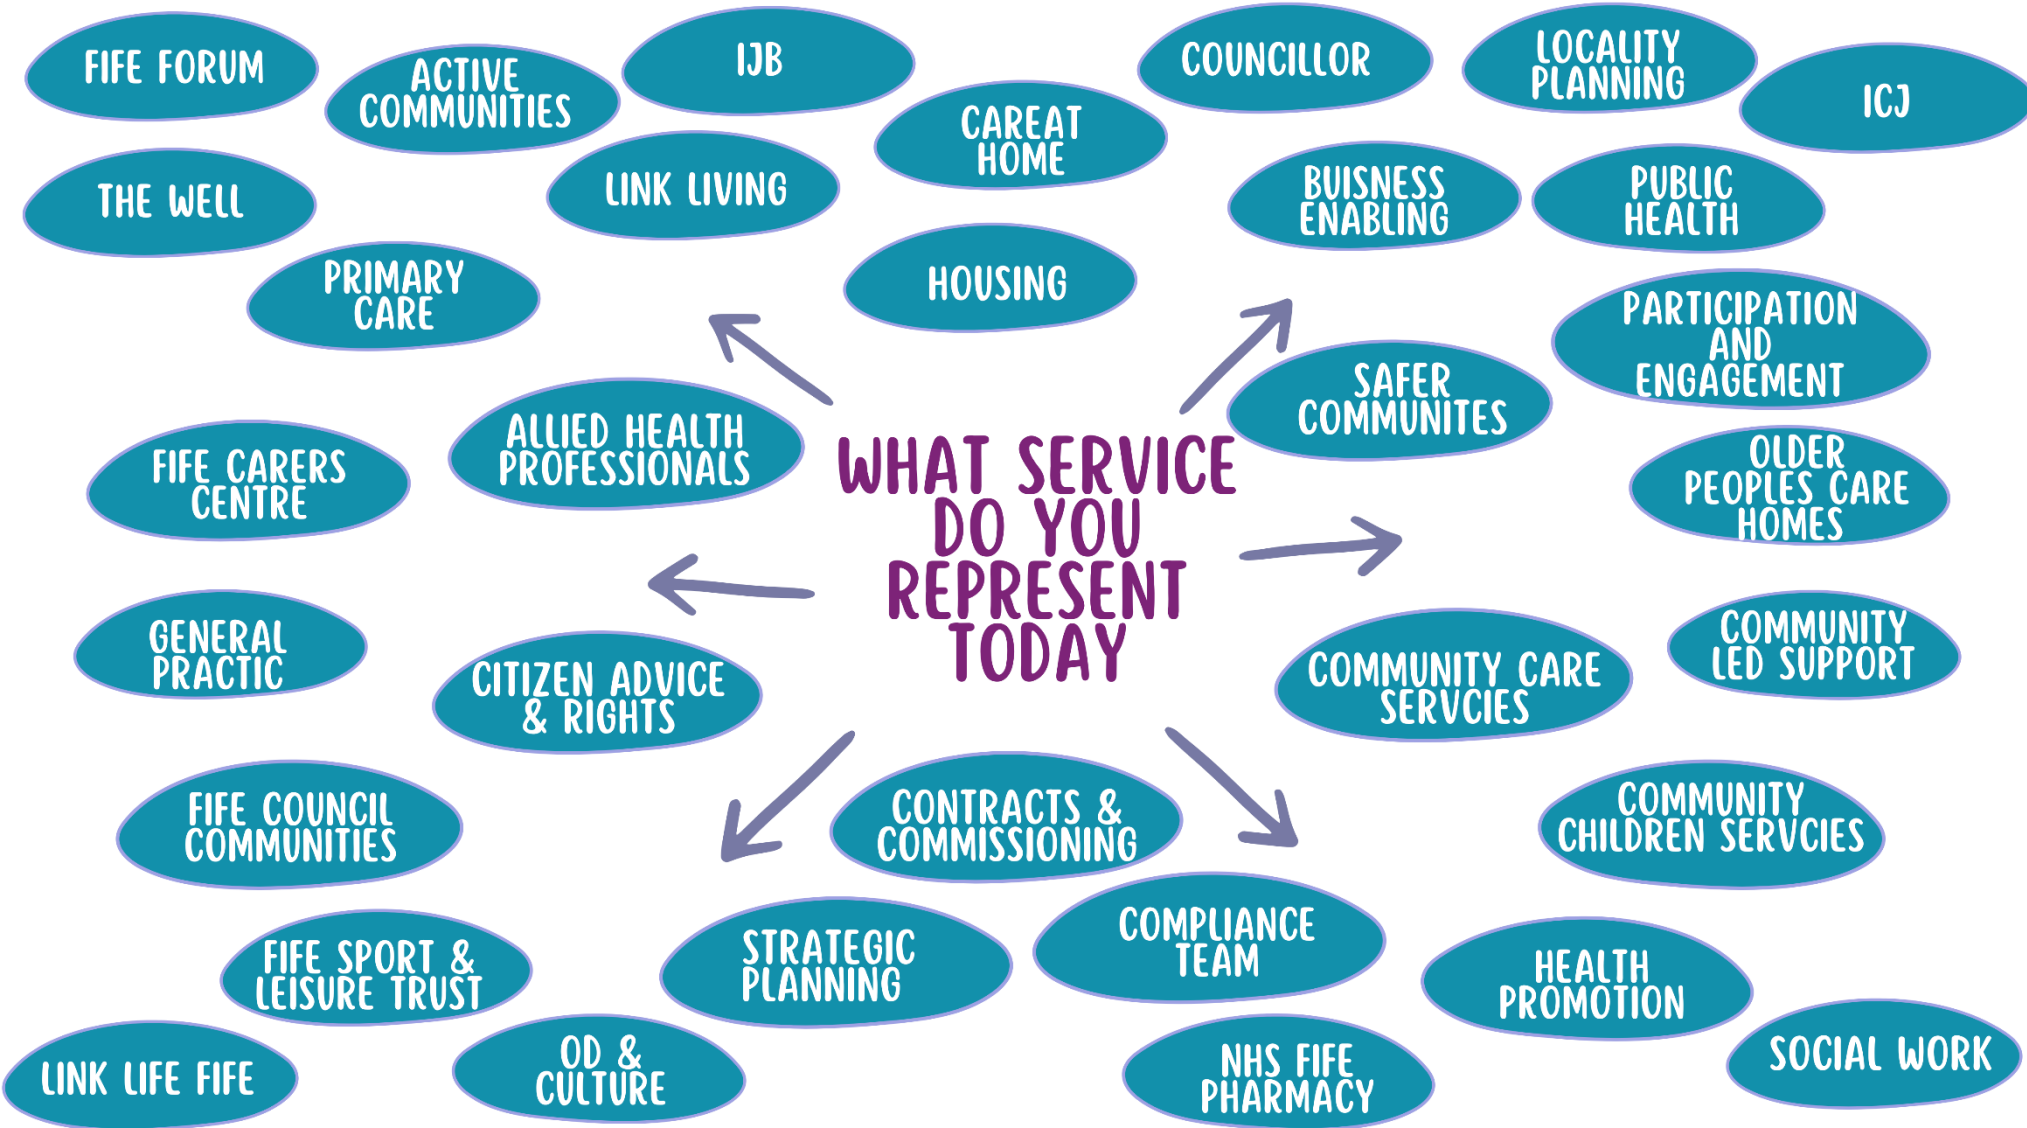 FIFE FORUM
ACTIVE
COMMUNITIES
IJB
CAREAT
HOME
COUNCILLOR
LOCALITY
PLANNING
ICJ
THE WELL
LINK LIVING
BUISNESS
ENABLING
PUBLIC
HEALTH
PRIMARY
CARE
HOUSING
PARTICIPATION
AND
ENGAGEMENT
ALLIED HEALTH
PROFESSIONALS
SAFER
COMMUNITES
FIFE CARERS
CENTRE
WHAT SERVICE
DO YOU
REPRESENT
TODAY
OLDER
PEOPLES CARE
HOMES
GENERAL
PRACTIC
CITIZEN ADVICE
& RIGHTS
COMMUNITY CARE
SERVCIES
COMMUNITY
LED SUPPORT
FIFE COUNCIL
COMMUNITIES
CONTRACTS &
COMMISSIONING
COMMUNITY
CHILDREN SERVCIES
FIFE SPORT &
LEISURE TRUST
STRATEGIC
PLANNING
COMPLIANCE
TEAM
HEALTH
PROMOTION
LINK LIFE FIFE
OD &
CULTURE
NHS FIFE
PHARMACY
SOCIAL WORK